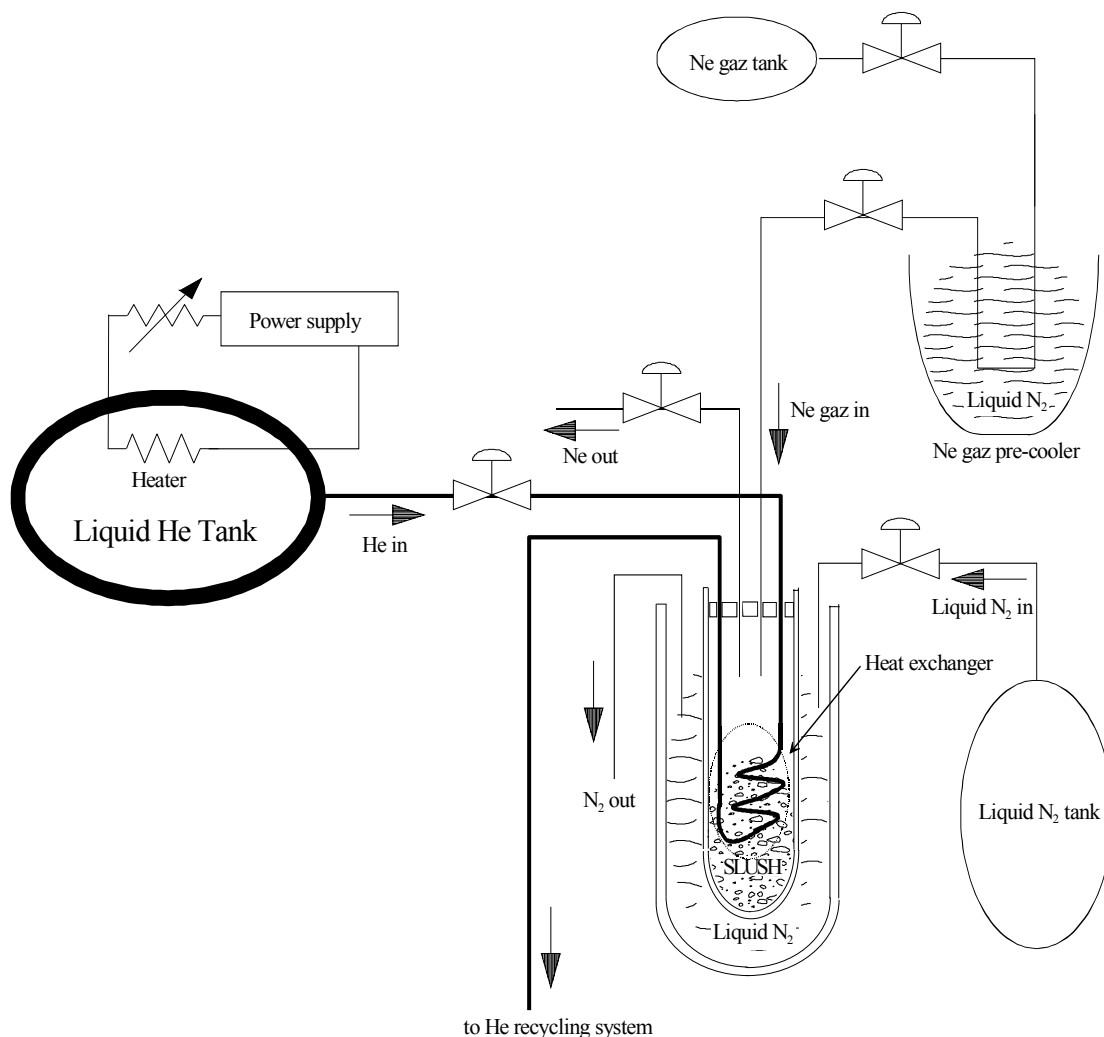 Ne gaz tank
Power supply
Liquid N₂
Ne gaz in
Ne gaz pre-cooler
Ne out
Heater
Liquid He Tank
He in
Liquid N₂ in
Heat exchanger
N₂ out
Liquid N₂ tank
SLUSH
Liquid N₂
to He recycling system